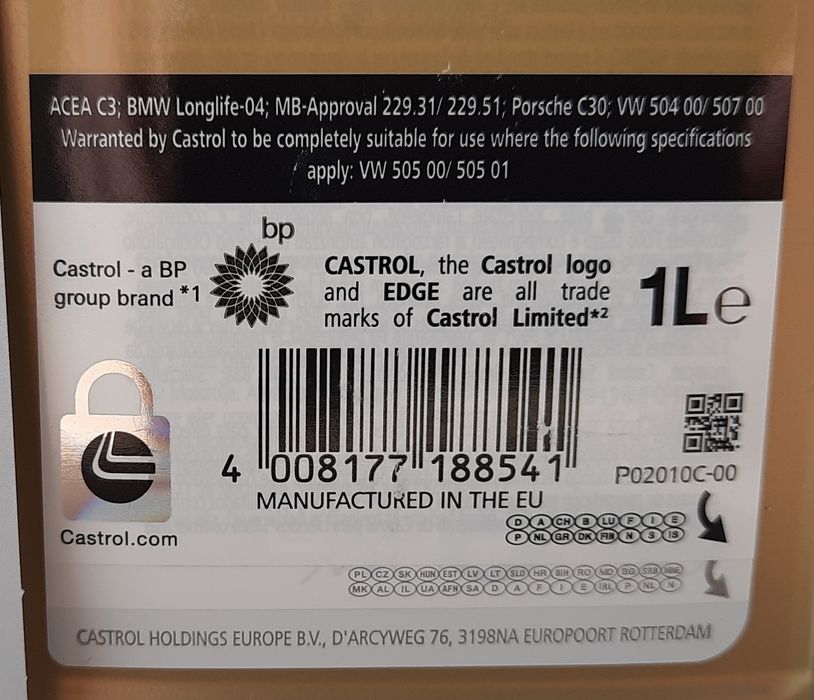 ACEA C3; BMW Longlife-04; MB-Approval 229.31/ 229.51; Porsche C30; VW 504 00/ 507 00
Warranted by Castrol to be completely suitable for use where the following specifications
apply: VW 505 00/ 505 01
bp
Castrol - a BP
group brand *1
CASTROL, the Castrol logo
and EDGE are all trade
marks of Castrol Limited*2
1L e
4 008177 188541
P02010C-00
MANUFACTURED IN THE EU
Castrol.com
D A CH B LU F I E
P NL GR DK FIN N S IS
PL CZ SK HUN EST LV LT SLO HR BIH RO MD BG SRB MNE
MK AL IL UA AFN SA D A F I E IRL P NL N
CASTROL HOLDINGS EUROPE B.V., D'ARCYWEG 76, 3198NA EUROPOORT ROTTERDAM